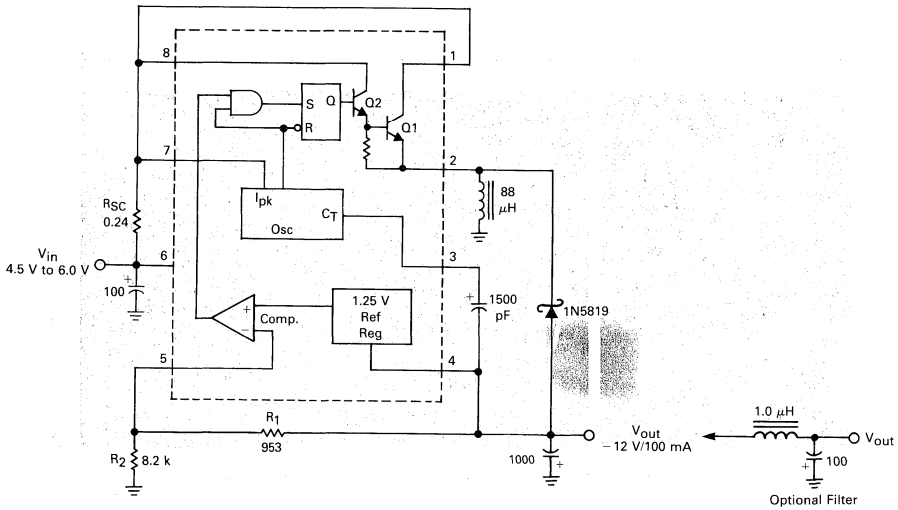 8
1
S
Q
Q2
R
Q1
7
2
Ipk
CT
Osc
88
μH
RSC
0.24
Vin
4.5 V to 6.0 V
6
3
+
100
+
Comp.
−
1.25 V
Ref
Reg
+
1500
pF
1N5819
5
4
R1
953
R2
8.2 k
Vout
−12 V/100 mA
1000
+
1.0 μH
Vout
+
100
Optional Filter